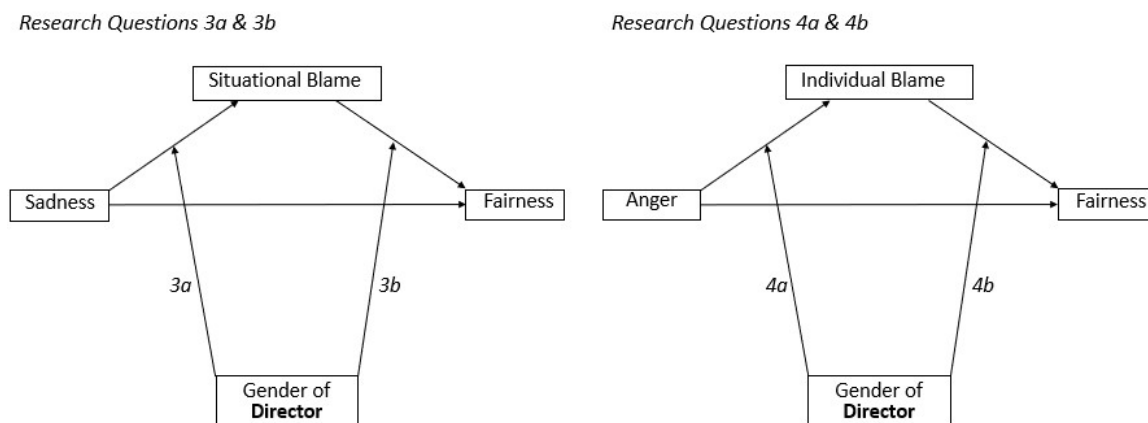 Research Questions 3a & 3b
Situational Blame
Sadness
Fairness
3a
3b
Gender of
Director
Research Questions 4a & 4b
Individual Blame
Anger
Fairness
4a
4b
Gender of
Director